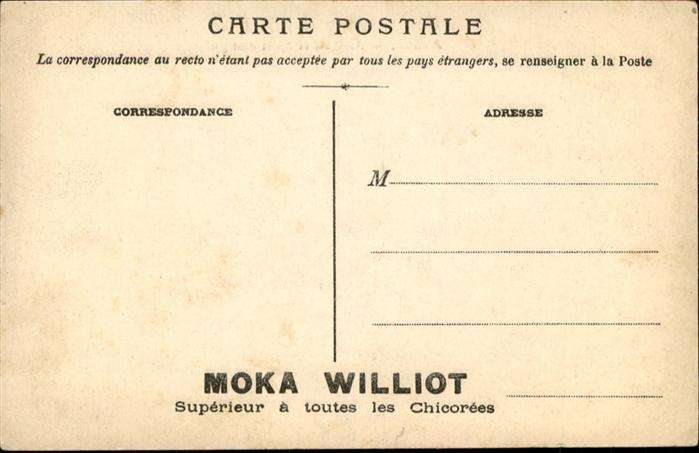 CARTE POSTALE
La correspondance au recto n'étant pas acceptée par tous les pays étrangers, se renseigner à la Poste
CORRESPONDANCE
ADRESSE
M
MOKA WILLIOT
Supérieur à toutes les Chicorées